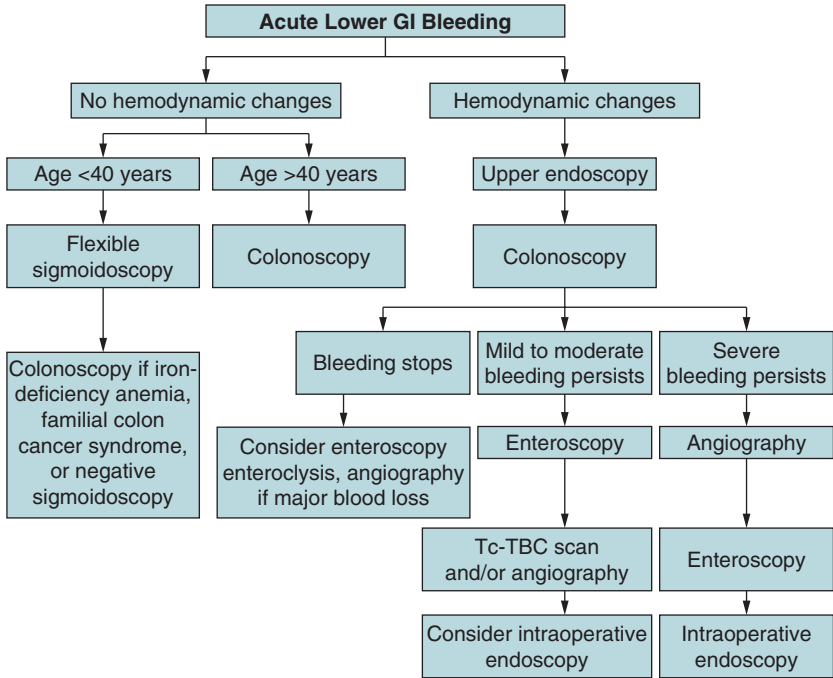 Acute Lower GI Bleeding
No hemodynamic changes
Hemodynamic changes
Age <40 years
Age >40 years
Upper endoscopy
Flexible
sigmoidoscopy
Colonoscopy
Colonoscopy
Colonoscopy if iron-
deficiency anemia,
familial colon
cancer syndrome,
or negative
sigmoidoscopy
Bleeding stops
Mild to moderate
bleeding persists
Severe
bleeding persists
Consider enteroscopy
enteroclysis, angiography
if major blood loss
Enteroscopy
Angiography
Tc-TBC scan
and/or angiography
Enteroscopy
Consider intraoperative
endoscopy
Intraoperative
endoscopy